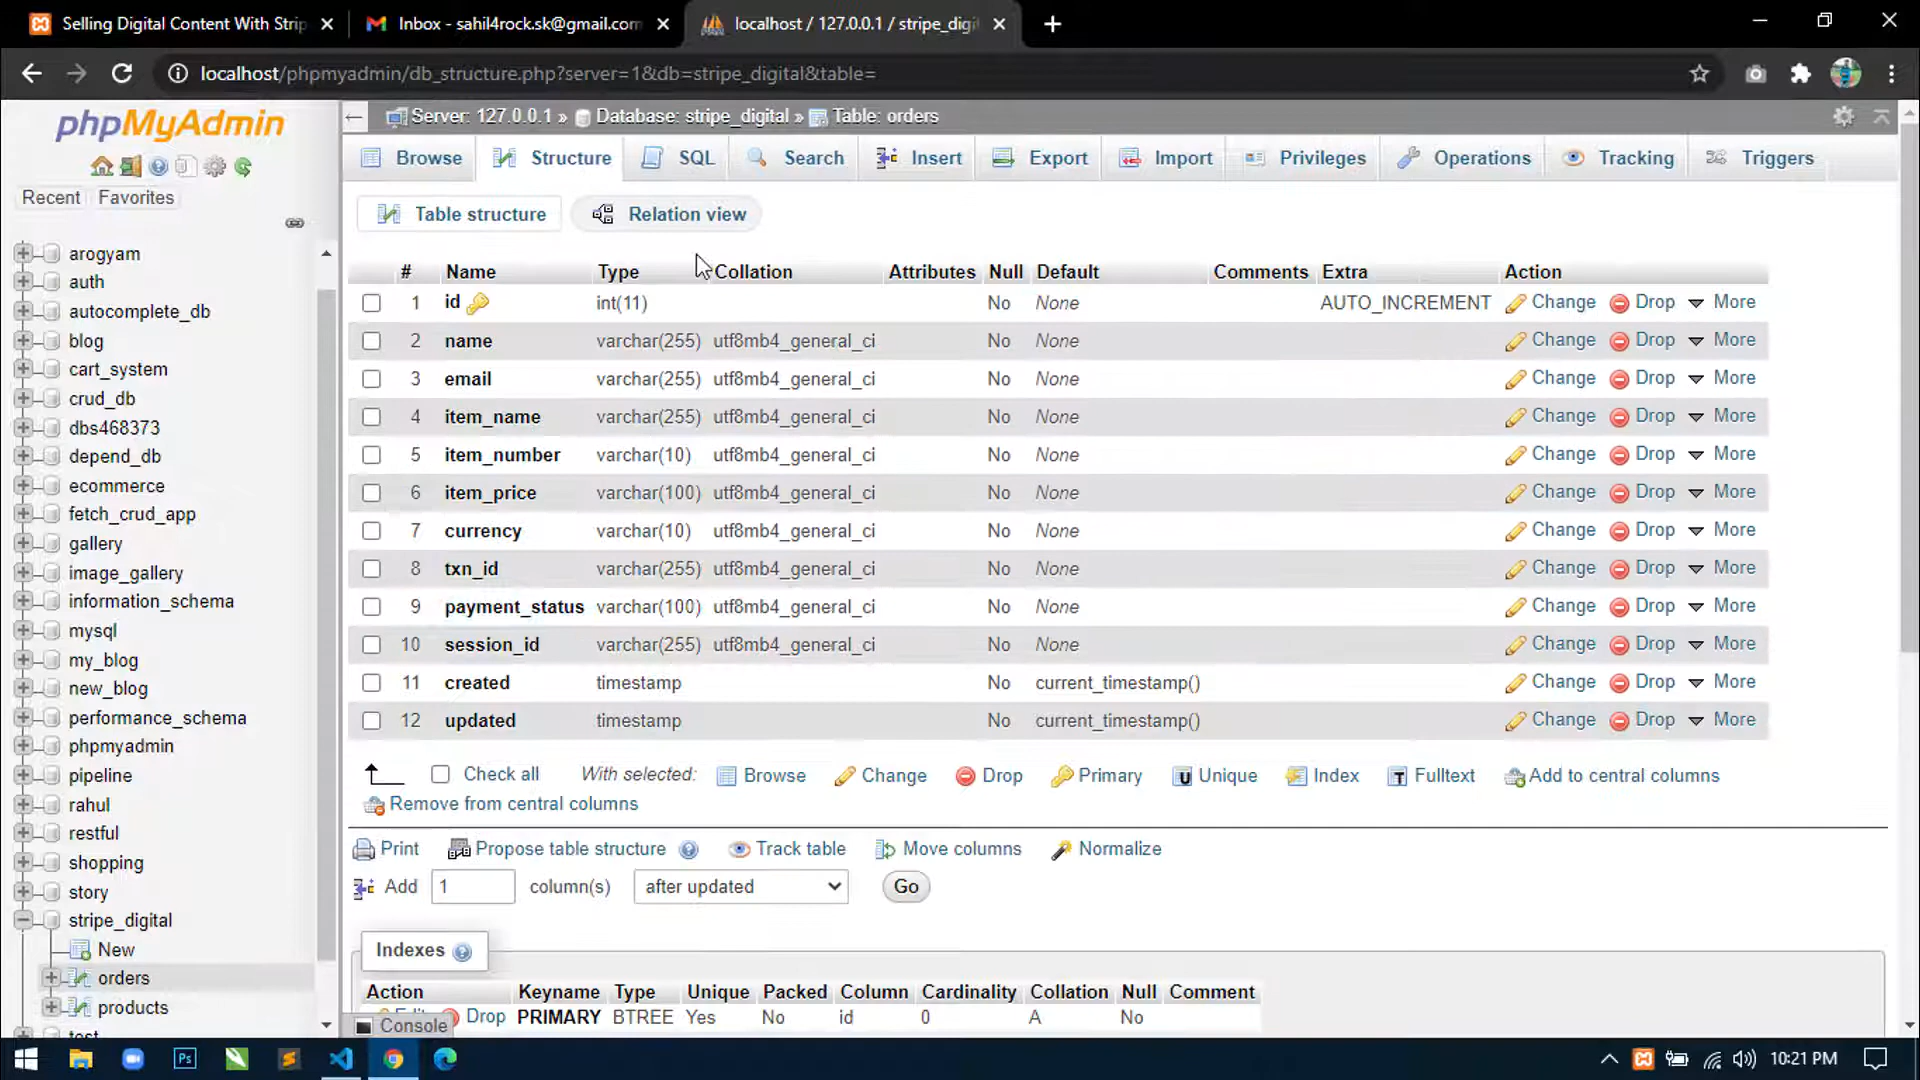 Selling Digital Content With Strip
Inbox - sahil4rock.sk@gmail.com
localhost / 127.0.0.1 / stripe_digi
localhost/phpmyadmin/db_structure.php?server=1&db=stripe_digital&table=
phpMyAdmin
Recent Favorites
arogyam
auth
autocomplete_db
blog
cart_system
crud_db
dbs468373
depend_db
ecommerce
fetch_crud_app
gallery
image_gallery
information_schema
mysql
my_blog
new_blog
performance_schema
phpmyadmin
pipeline
rahul
restful
shopping
story
stripe_digital
New
orders
products
test
Server: 127.0.0.1 » Database: stripe_digital » Table: orders
Browse Structure SQL Search Insert Export Import Privileges Operations Tracking Triggers
Table structure Relation view
# Name Type Collation Attributes Null Default Comments Extra Action
1 id int(11) No None AUTO_INCREMENT Change Drop More
2 name varchar(255) utf8mb4_general_ci No None Change Drop More
3 email varchar(255) utf8mb4_general_ci No None Change Drop More
4 item_name varchar(255) utf8mb4_general_ci No None Change Drop More
5 item_number varchar(10) utf8mb4_general_ci No None Change Drop More
6 item_price varchar(100) utf8mb4_general_ci No None Change Drop More
7 currency varchar(10) utf8mb4_general_ci No None Change Drop More
8 txn_id varchar(255) utf8mb4_general_ci No None Change Drop More
9 payment_status varchar(100) utf8mb4_general_ci No None Change Drop More
10 session_id varchar(255) utf8mb4_general_ci No None Change Drop More
11 created timestamp No current_timestamp() Change Drop More
12 updated timestamp No current_timestamp() Change Drop More
Check all With selected: Browse Change Drop Primary Unique Index Fulltext Add to central columns
Remove from central columns
Print Propose table structure Track table Move columns Normalize
Add 1 column(s) after updated Go
Indexes
Action Keyname Type Unique Packed Column Cardinality Collation Null Comment
Edit Drop PRIMARY BTREE Yes No id 0 A No
Console
Ps
10:21 PM